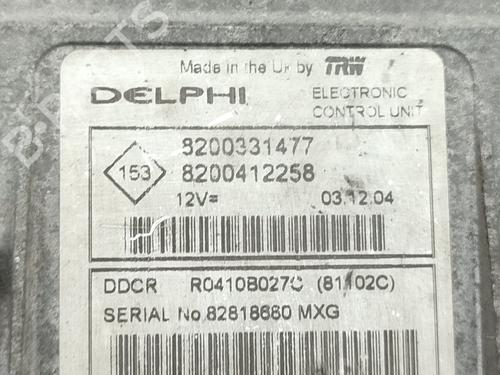 Made in the Uk by TRW
DELPHI ELECTRONIC
CONTROL UNIT
8200331477
153
8200412258
12V= 03.12.04
DDCR R0410B027C (81102C)
SERIAL No.82818660 MXG